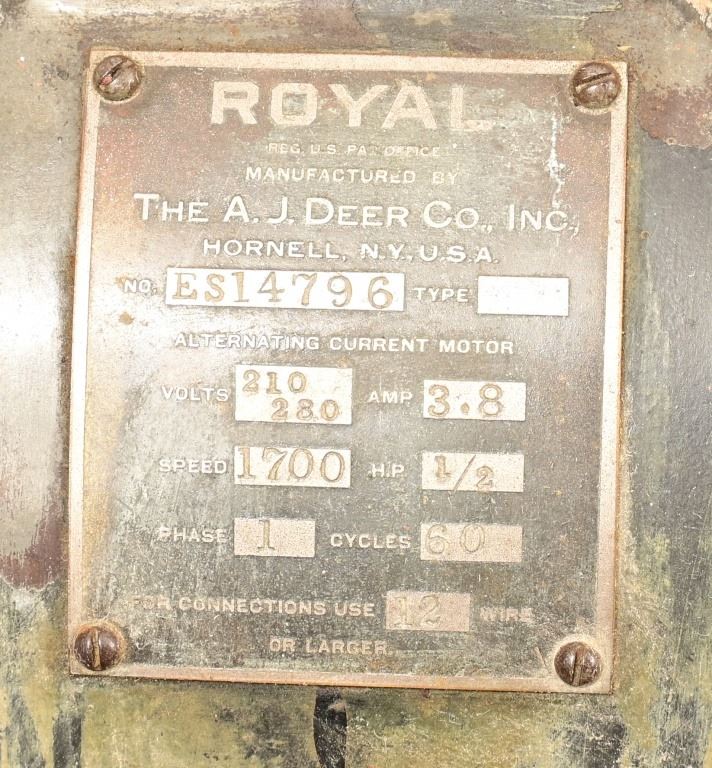 ROYAL
REG. U.S. PAT. OFFICE
MANUFACTURED BY
THE A. J. DEER CO., INC.,
HORNELL, N.Y., U.S.A.
NO. ES14796 TYPE
ALTERNATING CURRENT MOTOR
VOLTS 210 230 AMP 3.8
SPEED 1700 H.P. 1/2
PHASE 1 CYCLES 60
FOR CONNECTIONS USE 12 WIRE
OR LARGER.